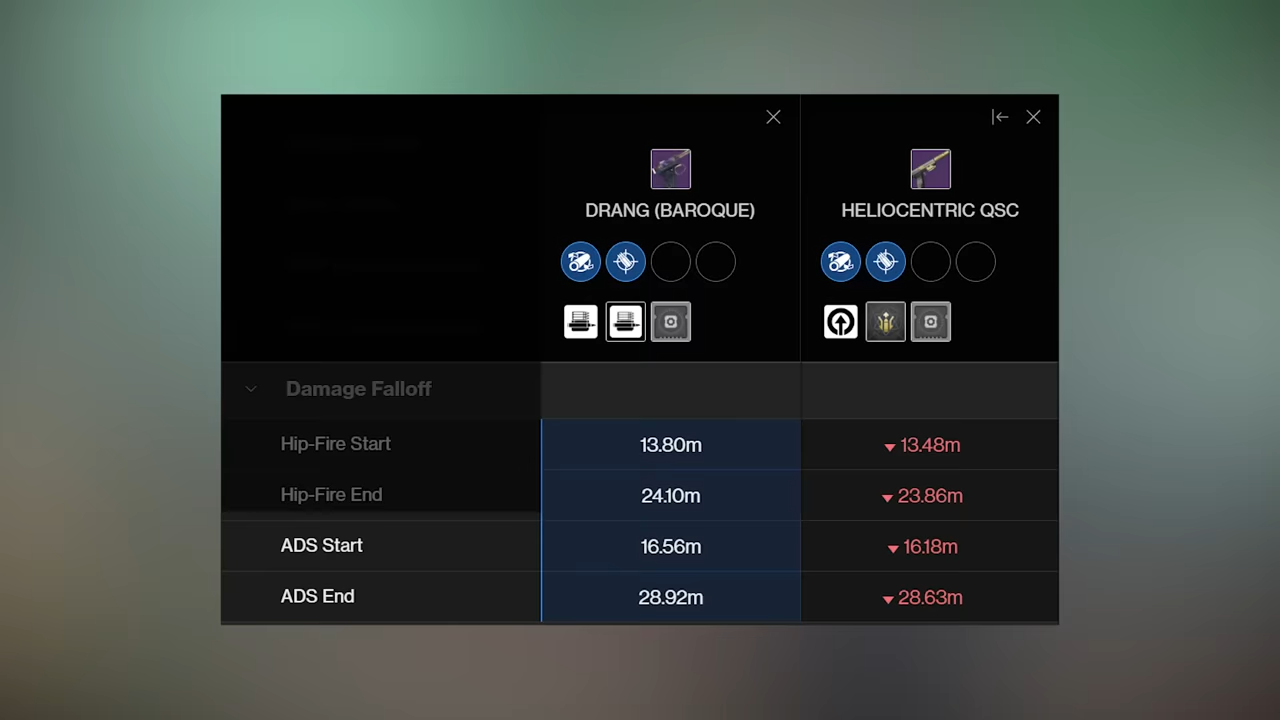 DRANG (BAROQUE) HELIOCENTRIC QSC
Damage Falloff
Hip-Fire Start 13.80m 13.48m
Hip-Fire End 24.10m 23.86m
ADS Start 16.56m 16.18m
ADS End 28.92m 28.63m